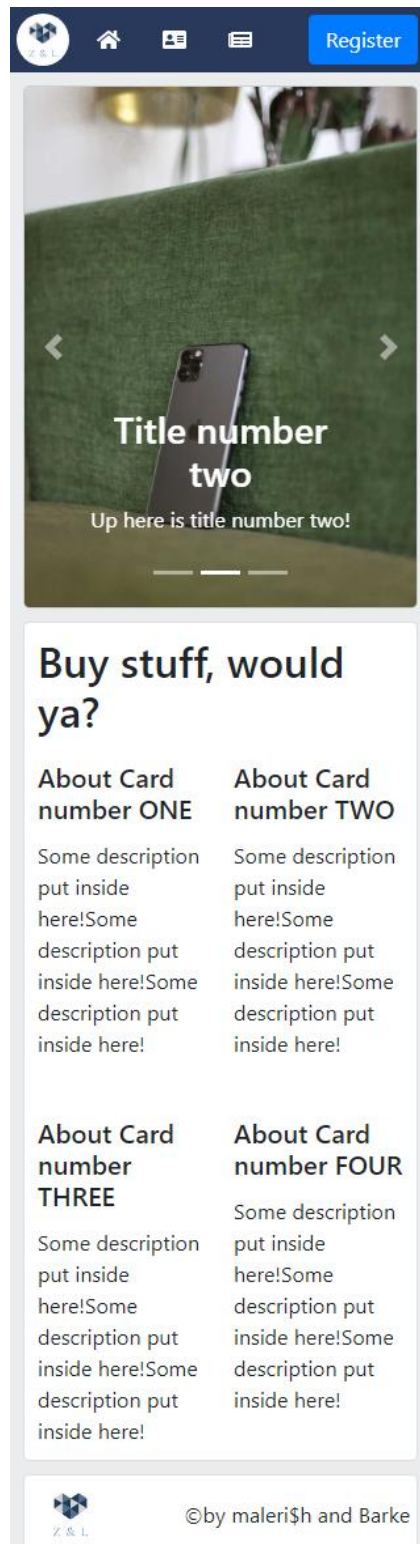 Z & L
Register
Title number
two
Up here is title number two!
Buy stuff, would
ya?
About Card
number ONE
Some description
put inside
here!Some
description put
inside here!Some
description put
inside here!
About Card
number TWO
Some description
put inside
here!Some
description put
inside here!Some
description put
inside here!
About Card
number
THREE
Some description
put inside
here!Some
description put
inside here!Some
description put
inside here!
About Card
number FOUR
Some description
put inside
here!Some
description put
inside here!Some
description put
inside here!
Z & L
©by maleri$h and Barke